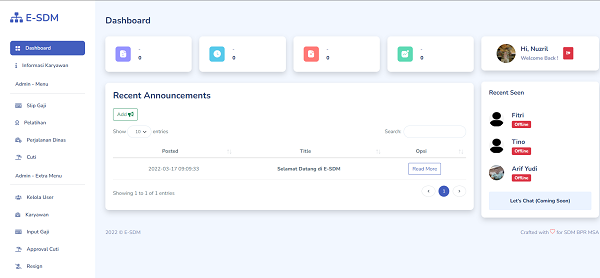 E-SDM
Dashboard
Informasi Karyawan
Admin - Menu
Slip Gaji
Pelatihan
Perjalanan Dinas
Cuti
Admin - Extra Menu
Kelola User
Karyawan
Input Gaji
Approval Cuti
Resign
Dashboard
-
0
-
0
-
0
-
0
Hi, Nuzril
Welcome Back !
Recent Announcements
Add
Show 10 entries
Search:
Posted Title Opsi
2022-03-17 09:09:33 Selamat Datang di E-SDM Read More
Showing 1 to 1 of 1 entries
‹ 1 ›
Recent Seen
Fitri
Offline
Tino
Offline
Arif Yudi
Offline
Let's Chat (Coming Soon)
2022 © E-SDM
Crafted with ♡ for SDM BPR MSA